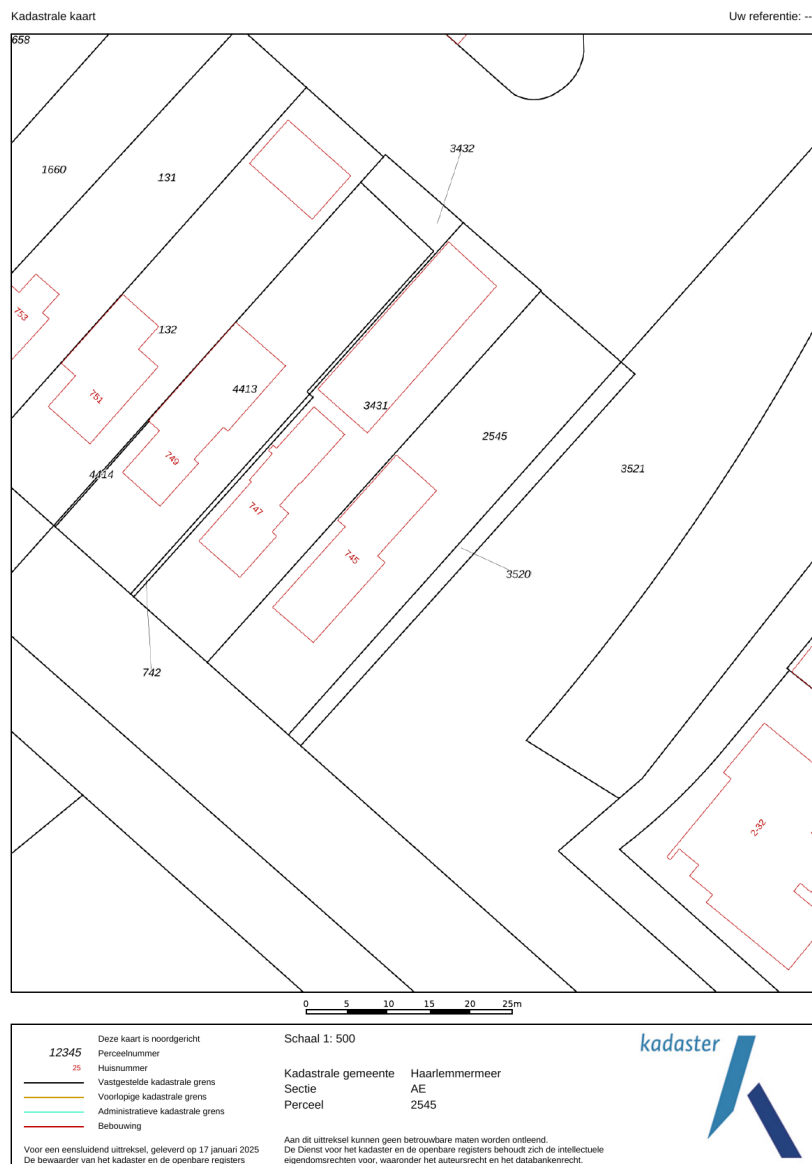 Kadastrale kaart
Uw referentie: --
658
3432
1660
131
753
132
4413
751
3431
749
2545
4414
3521
747
745
3520
742
2-32
0 5 10 15 20 25m
Deze kaart is noordgericht
12345 Perceelnummer
25 Huisnummer
Vastgestelde kadastrale grens
Voorlopige kadastrale grens
Administratieve kadastrale grens
Bebouwing
Voor een eensluidend uittreksel, geleverd op 17 januari 2025
De bewaarder van het kadaster en de openbare registers
Schaal 1: 500
Kadastrale gemeente Haarlemmermeer
Sectie AE
Perceel 2545
Aan dit uittreksel kunnen geen betrouwbare maten worden ontleend.
De Dienst voor het kadaster en de openbare registers behoudt zich de intellectuele
eigendomsrechten voor, waaronder het auteursrecht en het databankenrecht.
kadaster